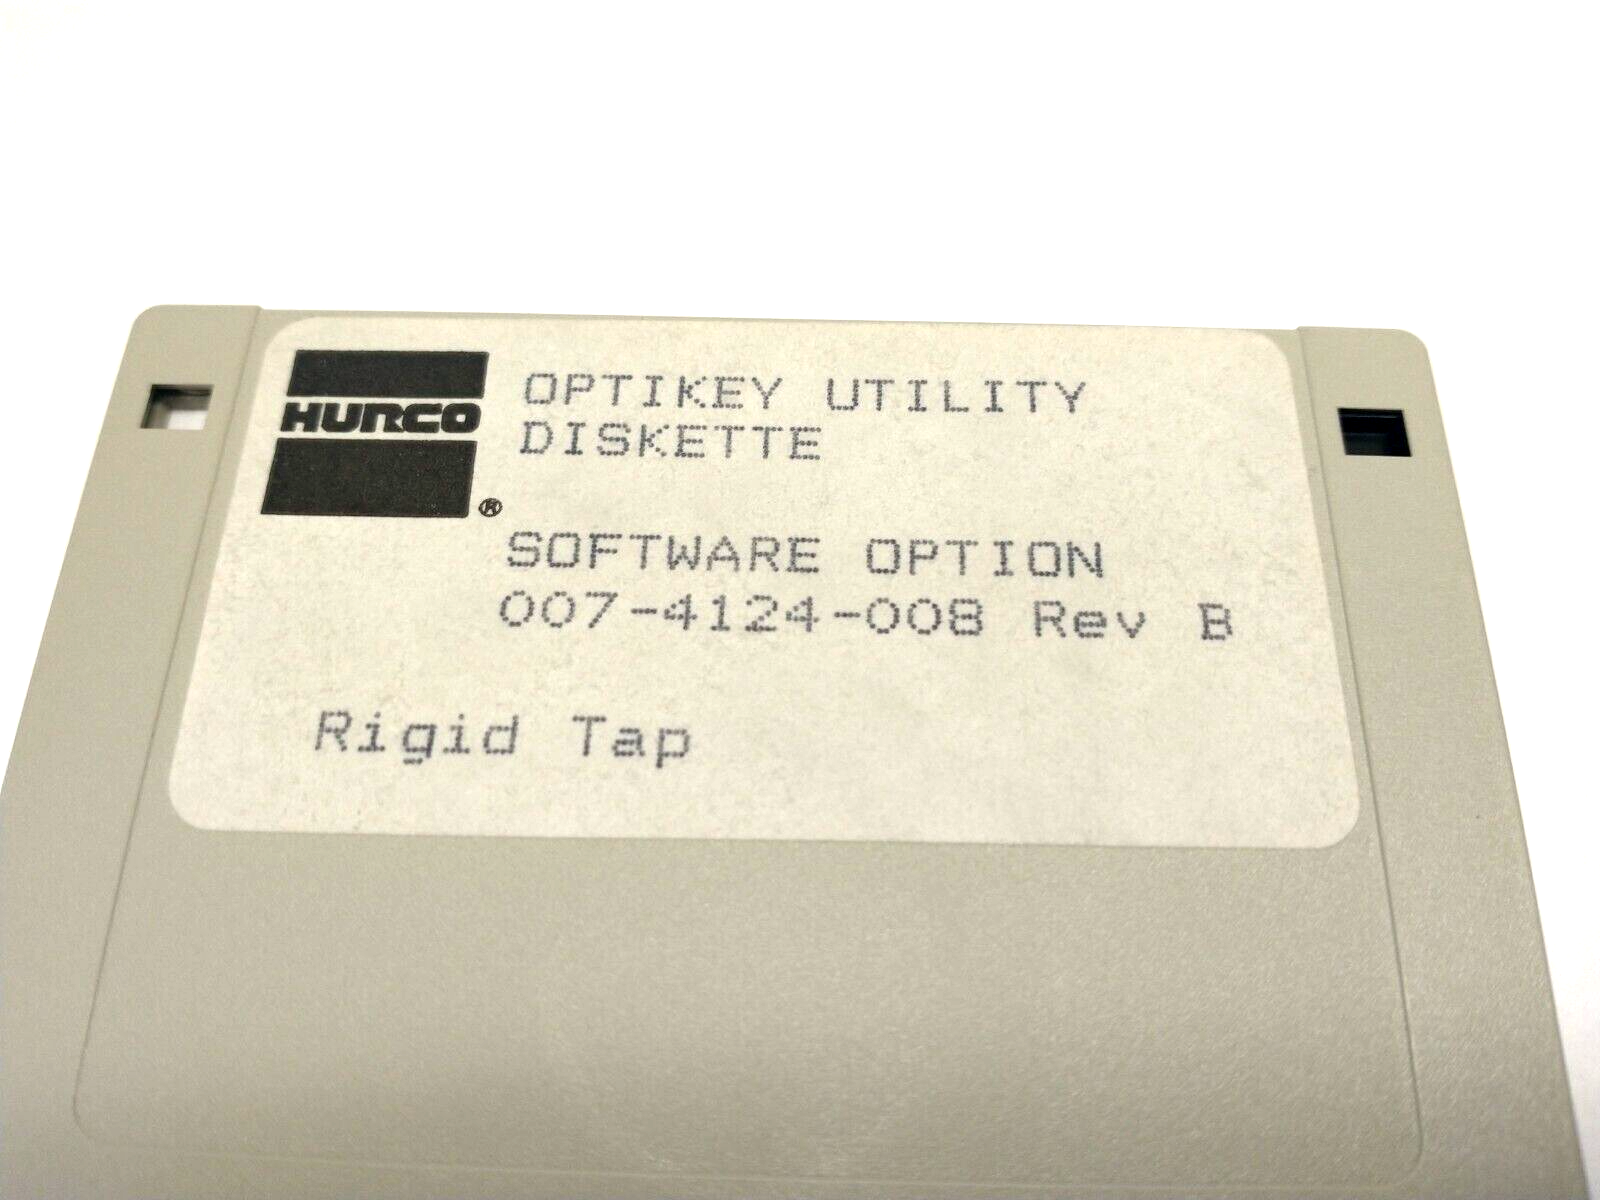 HURCO
®
OPTIKEY UTILITY
DISKETTE
SOFTWARE OPTION
007-4124-008 Rev B
Rigid Tap